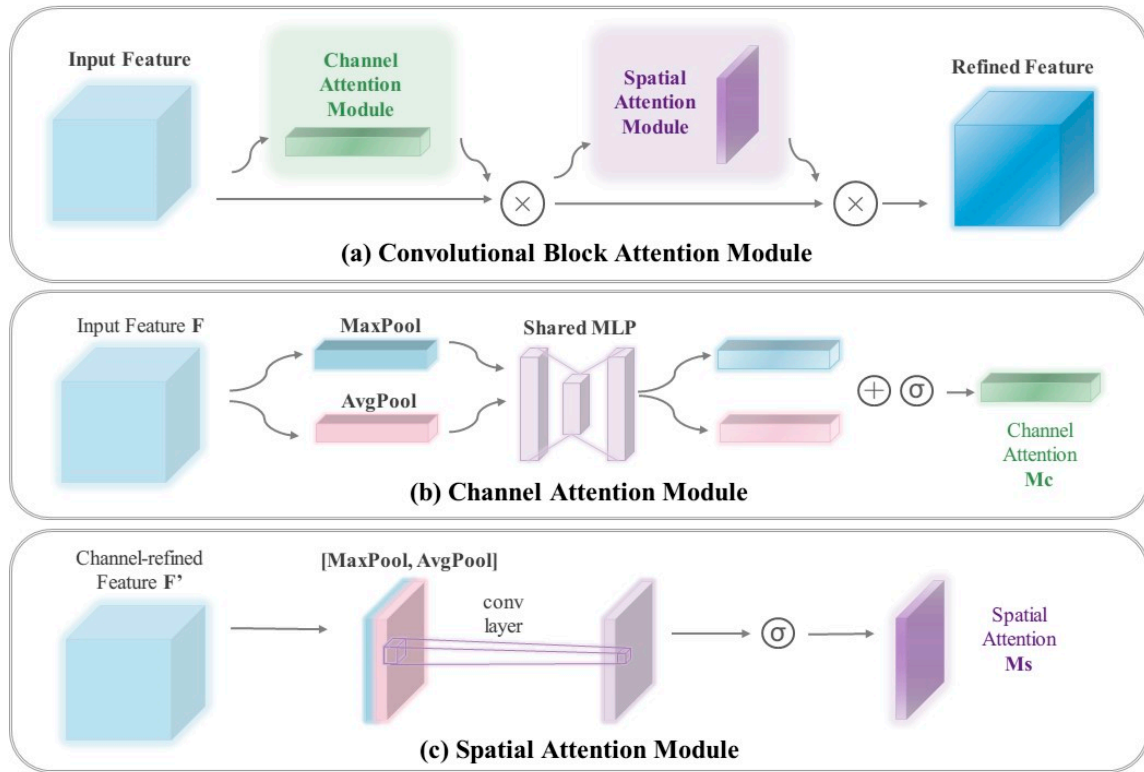 Input Feature
Channel
Attention
Module
Spatial
Attention
Module
Refined Feature
×
×
(a) Convolutional Block Attention Module
Input Feature F
MaxPool
AvgPool
Shared MLP
+
σ
Channel
Attention
Mc
(b) Channel Attention Module
Channel-refined
Feature F’
[MaxPool, AvgPool]
conv
layer
σ
Spatial
Attention
Ms
(c) Spatial Attention Module